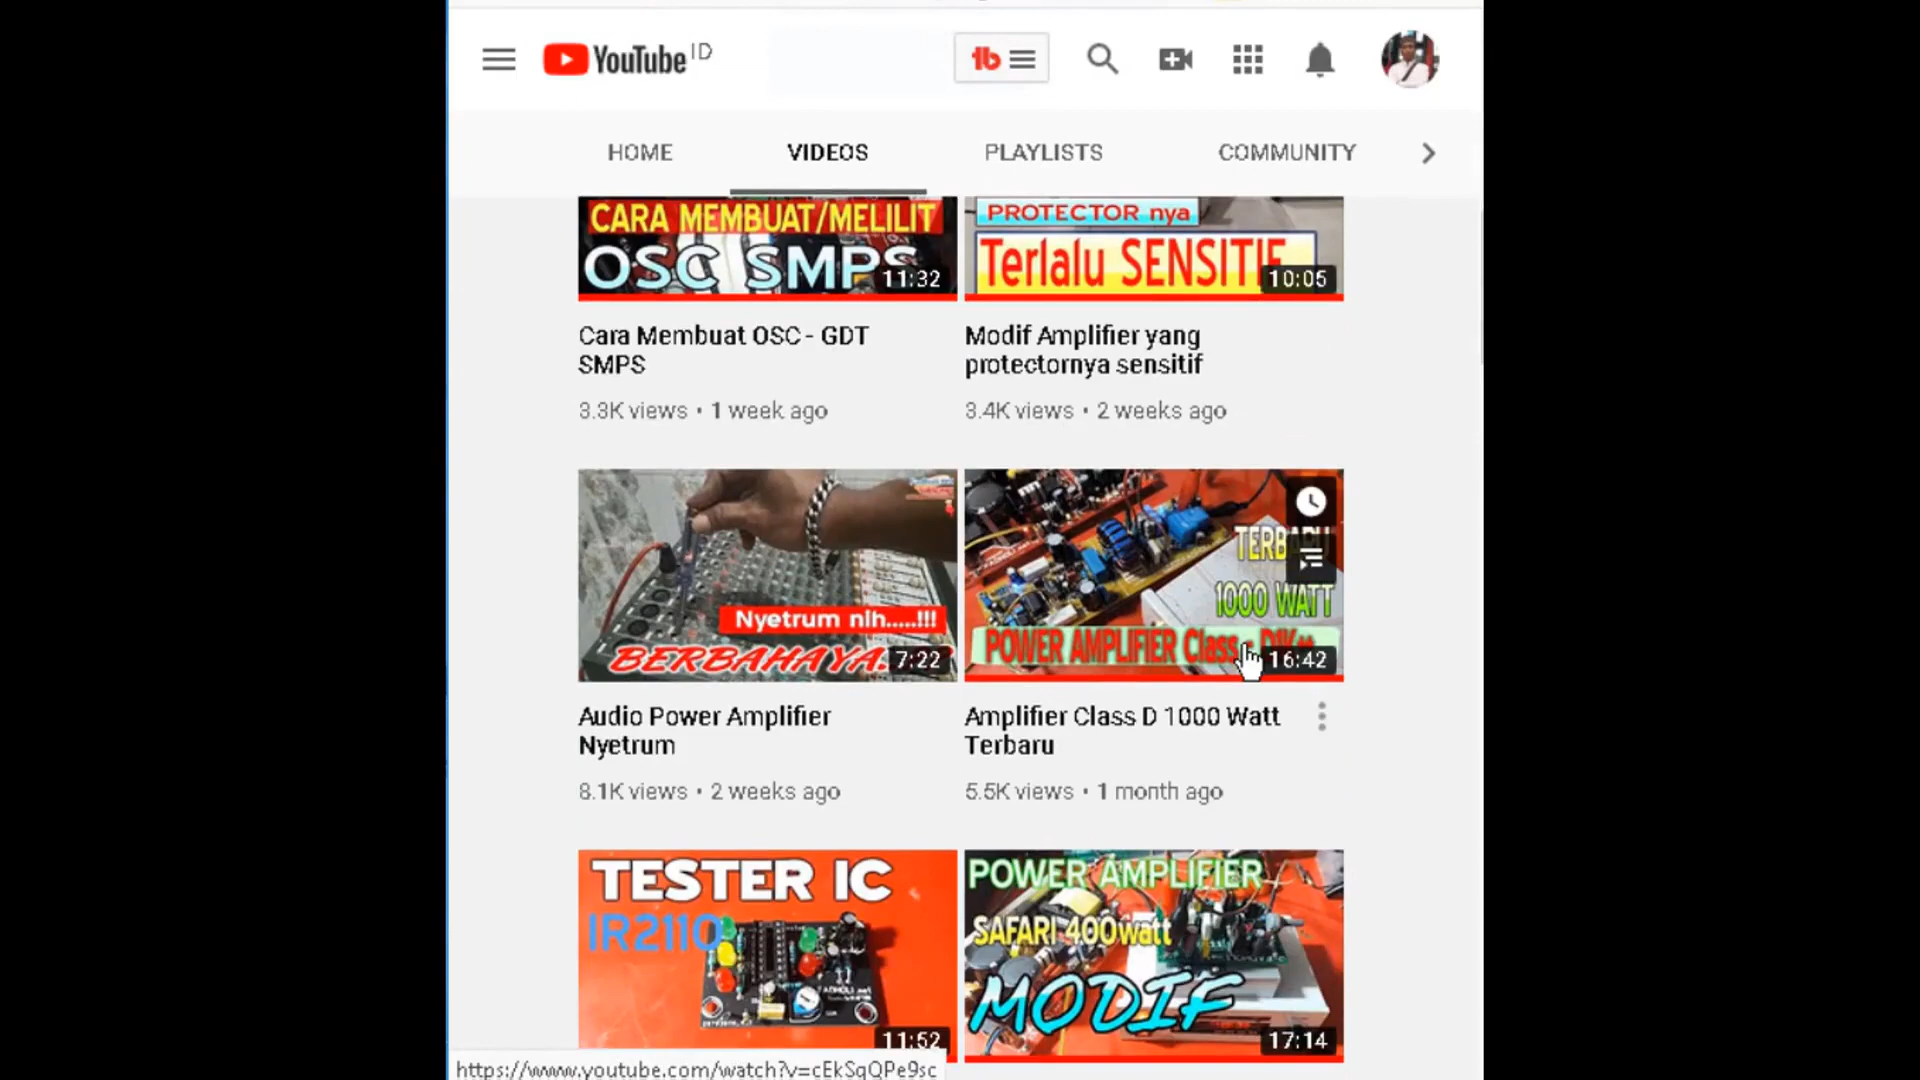 YouTube ID
HOME
VIDEOS
PLAYLISTS
COMMUNITY
CARA MEMBUAT/MELILIT
OSC SMPS
11:32
PROTECTOR nya
Terlalu SENSITIF
10:05
Cara Membuat OSC - GDT
SMPS
3.3K views • 1 week ago
Modif Amplifier yang
protectornya sensitif
3.4K views • 2 weeks ago
Nyetrum nih.....!!!
BERBAHAYA.
7:22
TERBARU
1000 WATT
POWER AMPLIFIER Class
16:42
Audio Power Amplifier
Nyetrum
8.1K views • 2 weeks ago
Amplifier Class D 1000 Watt
Terbaru
5.5K views • 1 month ago
TESTER IC
IR2110
11:52
POWER AMPLIFIER
SAFARI 400watt
MODIF
17:14
https://www.youtube.com/watch?v=cEkSqQPe9sc